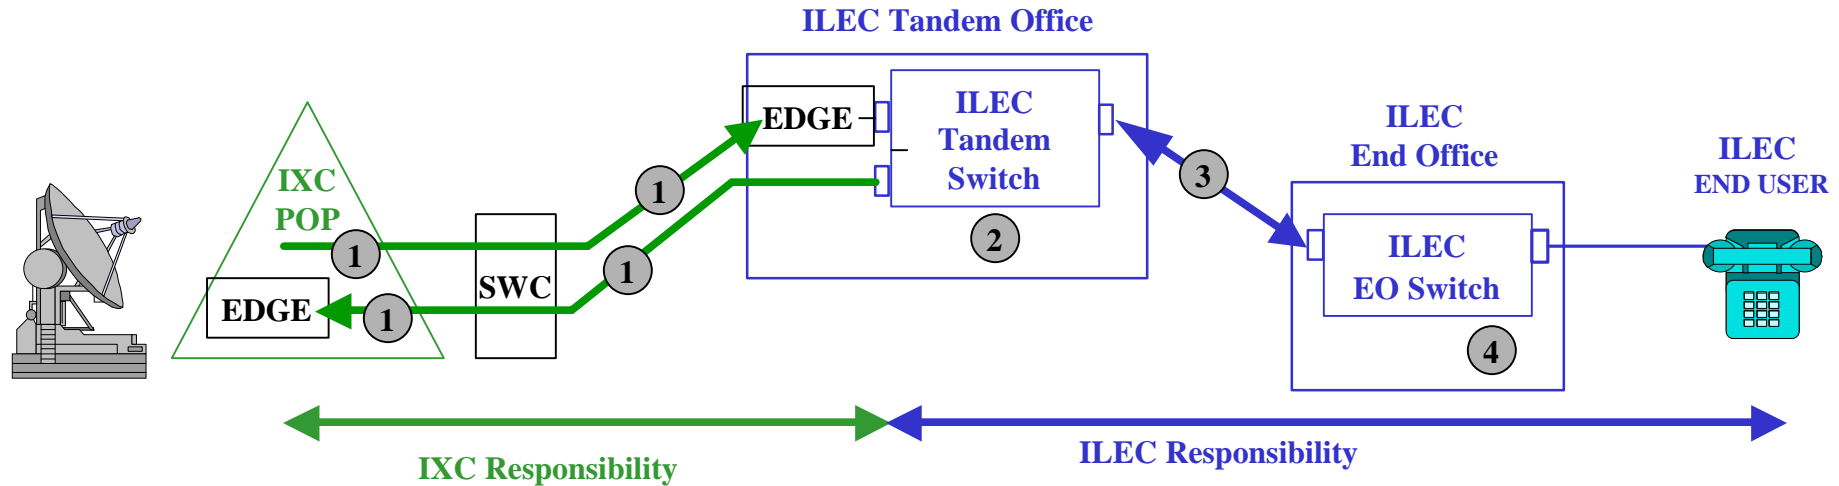 ILEC Tandem Office
EDGE
ILEC
Tandem
Switch
2
IXC
POP
1
1
1
1
EDGE
SWC
3
ILEC
End Office
ILEC
EO Switch
4
ILEC
END USER
IXC Responsibility
ILEC Responsibility